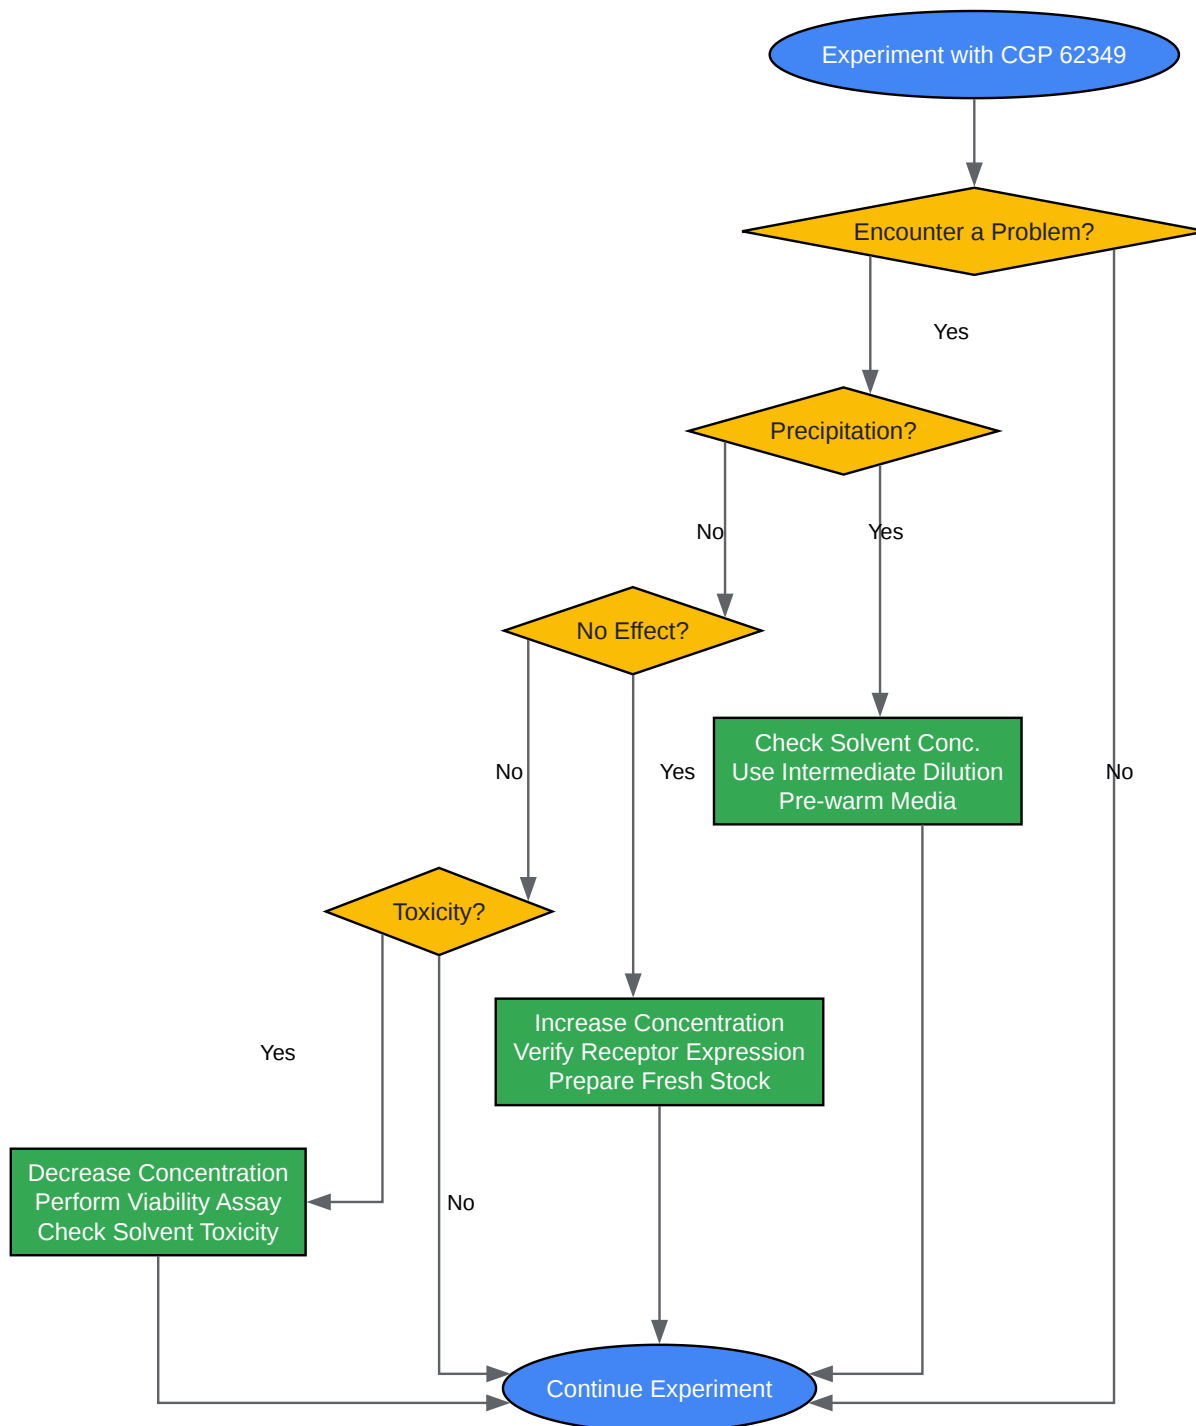 Experiment with CGP 62349
Encounter a Problem?
Yes
Precipitation?
No
Yes
No Effect?
Check Solvent Conc.
Use Intermediate Dilution
Pre-warm Media
No
Yes
No
Toxicity?
Increase Concentration
Verify Receptor Expression
Prepare Fresh Stock
Yes
Decrease Concentration
Perform Viability Assay
Check Solvent Toxicity
No
Continue Experiment